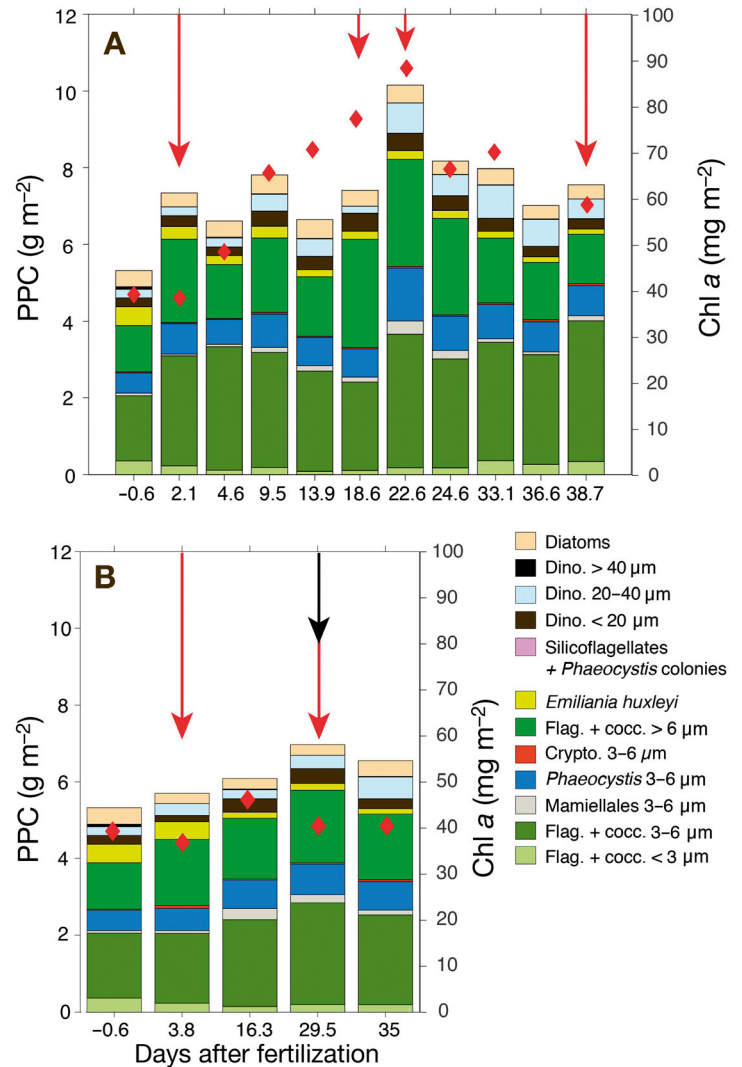 A
PPC (g m⁻²)
12
10
8
6
4
2
0
Chl a (mg m⁻²)
100
90
80
70
60
50
40
30
20
10
0
−0.6 2.1 4.6 9.5 13.9 18.6 22.6 24.6 33.1 36.6 38.7
B
PPC (g m⁻²)
12
10
8
6
4
2
0
Chl a (mg m⁻²)
100
90
80
70
60
50
40
30
20
10
0
−0.6 3.8 16.3 29.5 35
Days after fertilization
Diatoms
Dino. > 40 µm
Dino. 20–40 µm
Dino. < 20 µm
Silicoflagellates
+ Phaeocystis colonies
Emiliania huxleyi
Flag. + cocc. > 6 µm
Crypto. 3–6 µm
Phaeocystis 3–6 µm
Mamiellales 3–6 µm
Flag. + cocc. 3–6 µm
Flag. + cocc. < 3 µm